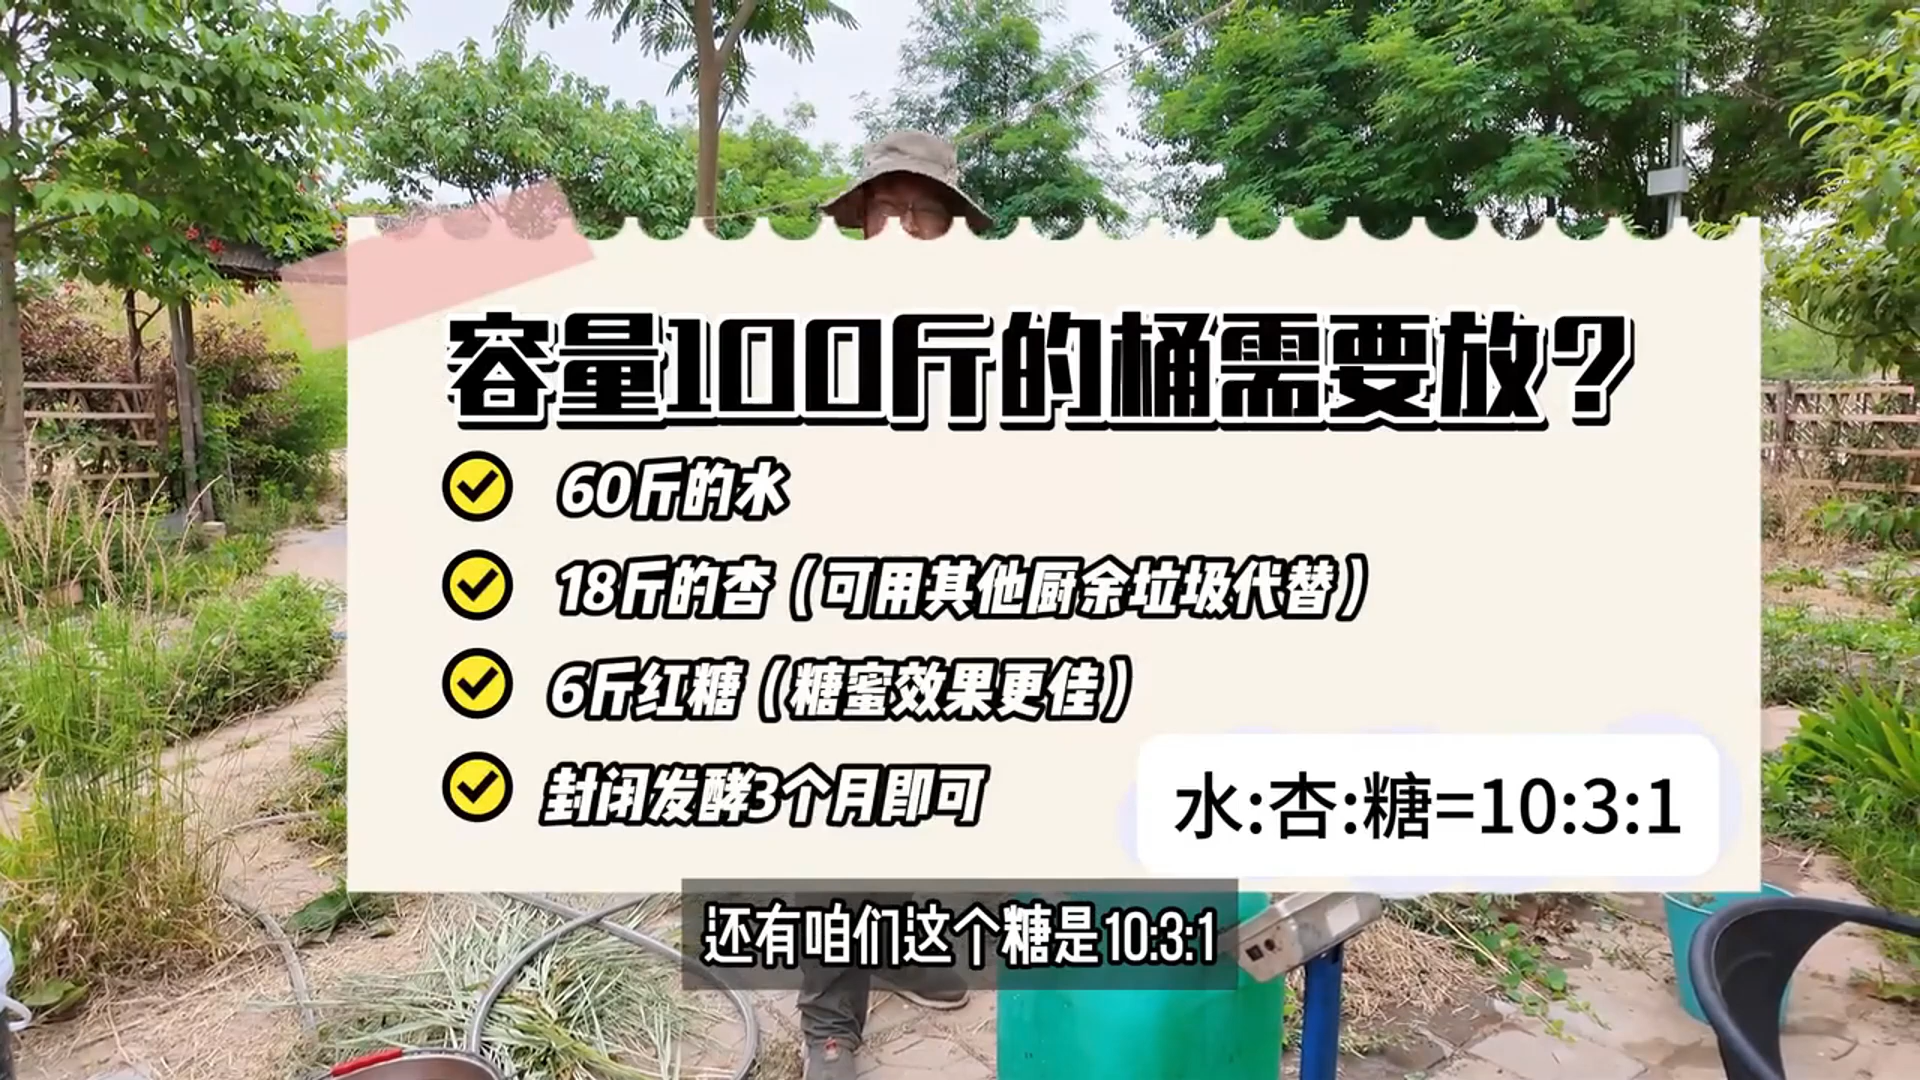 容量100斤的桶需要放?
60斤的水
18斤的杏（可用其他厨余垃圾代替）
6斤红糖（糖蜜效果更佳）
封闭发酵3个月即可
水:杏:糖=10:3:1
还有咱们这个糖是10:3:1